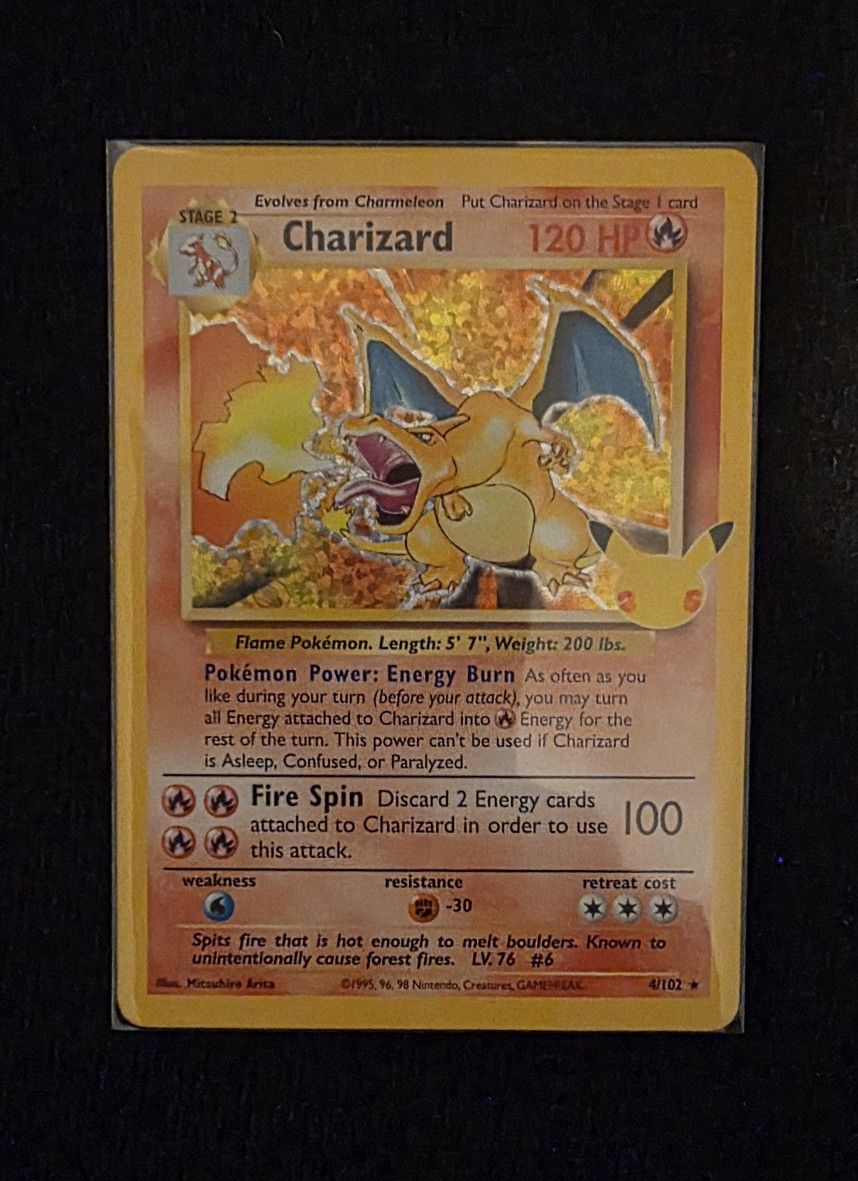 Evolves from Charmeleon Put Charizard on the Stage 1 card
STAGE 2
Charizard 120 HP
Flame Pokémon. Length: 5' 7", Weight: 200 lbs.
Pokémon Power: Energy Burn As often as you
like during your turn (before your attack), you may turn
all Energy attached to Charizard into Energy for the
rest of the turn. This power can't be used if Charizard
is Asleep, Confused, or Paralyzed.
Fire Spin Discard 2 Energy cards
attached to Charizard in order to use 100
this attack.
weakness resistance retreat cost
-30
Spits fire that is hot enough to melt boulders. Known to
unintentionally cause forest fires. LV. 76 #6
Illus. Mitsuhiro Arita ©1995, 96, 98 Nintendo, Creatures, GAMEFREAK. 4/102 ★